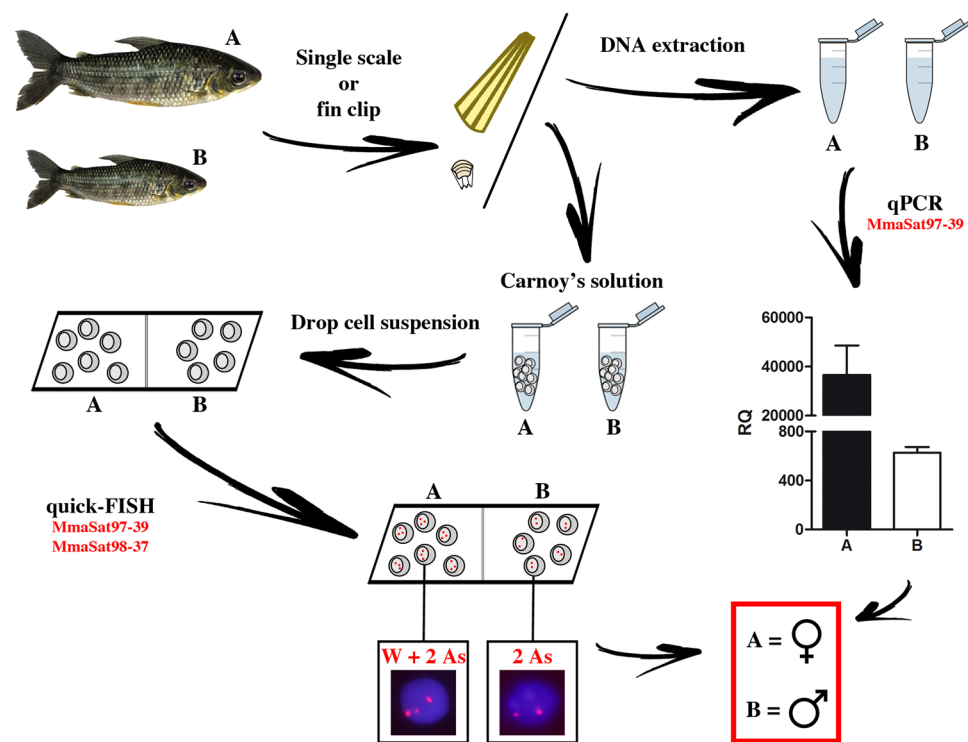 A
B
Single scale
or
fin clip
DNA extraction
A
B
qPCR
MmaSat97-39
Carnoy's solution
Drop cell suspension
A
B
A
B
quick-FISH
MmaSat97-39
MmaSat98-37
A
B
W + 2 As
2 As
RQ
60000
40000
20000
800
400
0
A
B
A = ♀
B = ♂